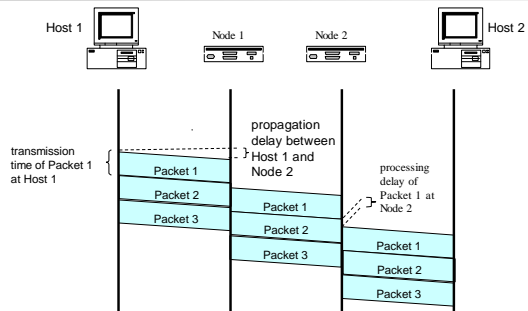 Host 1
Node 1
Node 2
Host 2
transmission
time of Packet 1
at Host 1
propagation
delay between
Host 1 and
Node 2
processing
delay of
Packet 1 at
Node 2
Packet 1
Packet 2
Packet 3
Packet 1
Packet 2
Packet 3
Packet 1
Packet 2
Packet 3